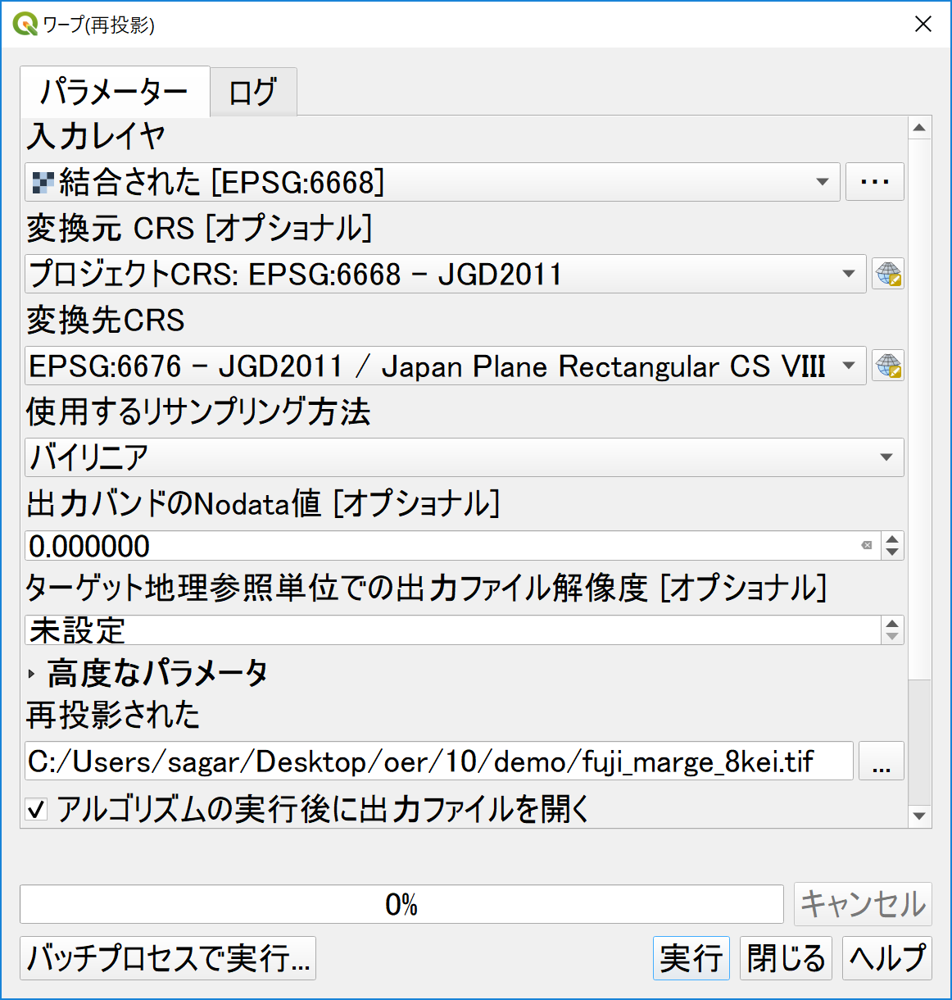 ワープ(再投影)
パラメーター
ログ
入力レイヤ
結合された [EPSG:6668]
...
変換元 CRS [オプショナル]
プロジェクトCRS: EPSG:6668 - JGD2011
変換先CRS
EPSG:6676 - JGD2011 / Japan Plane Rectangular CS VIII
使用するリサンプリング方法
バイリニア
出力バンドのNodata値 [オプショナル]
0.000000
ターゲット地理参照単位での出力ファイル解像度 [オプショナル]
未設定
高度なパラメータ
再投影された
C:/Users/sagar/Desktop/oer/10/demo/fuji_marge_8kei.tif
...
アルゴリズムの実行後に出力ファイルを開く
0%
キャンセル
バッチプロセスで実行...
実行
閉じる
ヘルプ